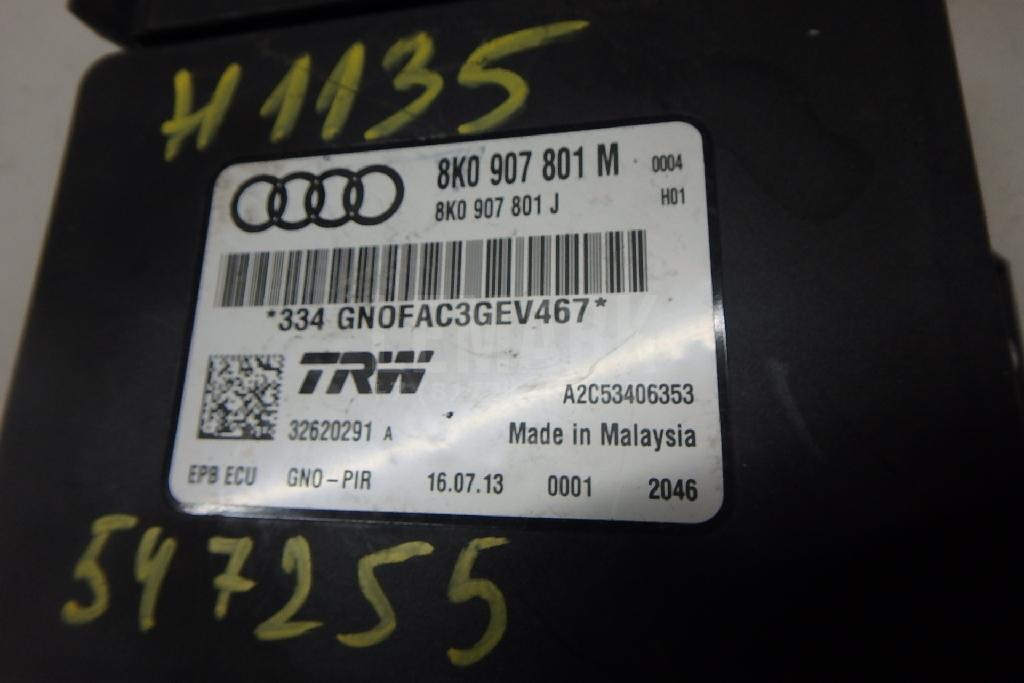 H1135
8K0 907 801 M 0004
8K0 907 801 J H01
*334 GN0FAC3GEV467*
TRW
A2C53406353
32620291 A Made in Malaysia
EPB ECU GNO-PIR 16.07.13 0001 2046
547255